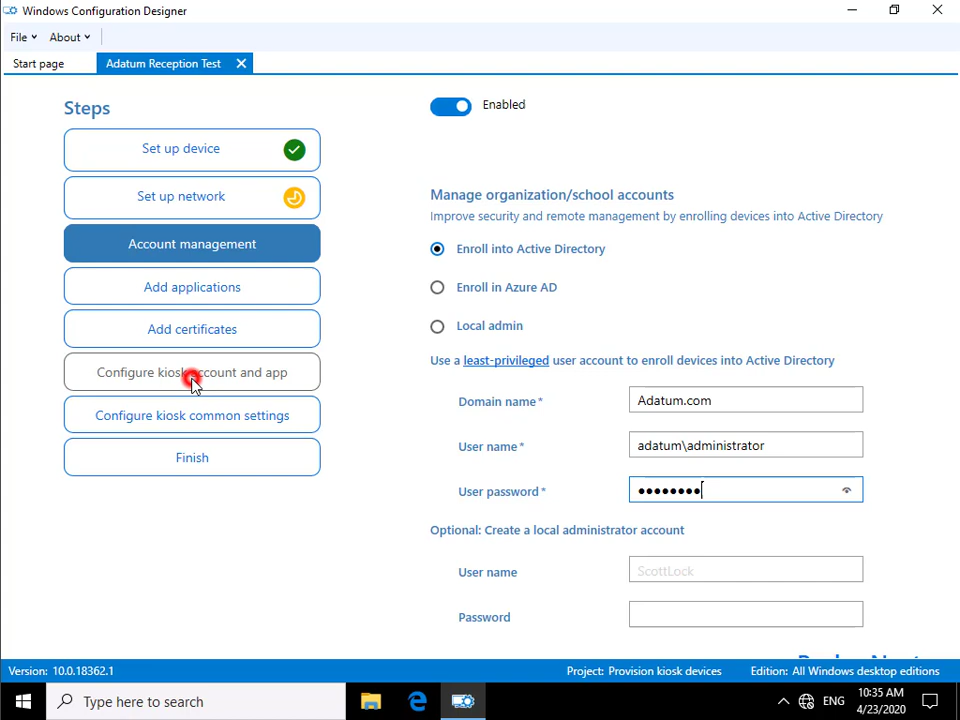 Windows Configuration Designer
File About
Start page Adatum Reception Test
Steps
Set up device
Set up network
Account management
Add applications
Add certificates
Configure kiosk account and app
Configure kiosk common settings
Finish
Enabled
Manage organization/school accounts
Improve security and remote management by enrolling devices into Active Directory
Enroll into Active Directory
Enroll in Azure AD
Local admin
Use a least-privileged user account to enroll devices into Active Directory
Domain name* Adatum.com
User name* adatum\administrator
User password* ●●●●●●●●
Optional: Create a local administrator account
User name ScottLock
Password
Version: 10.0.18362.1 Project: Provision kiosk devices Edition: All Windows desktop editions
Type here to search ENG 10:35 AM
4/23/2020